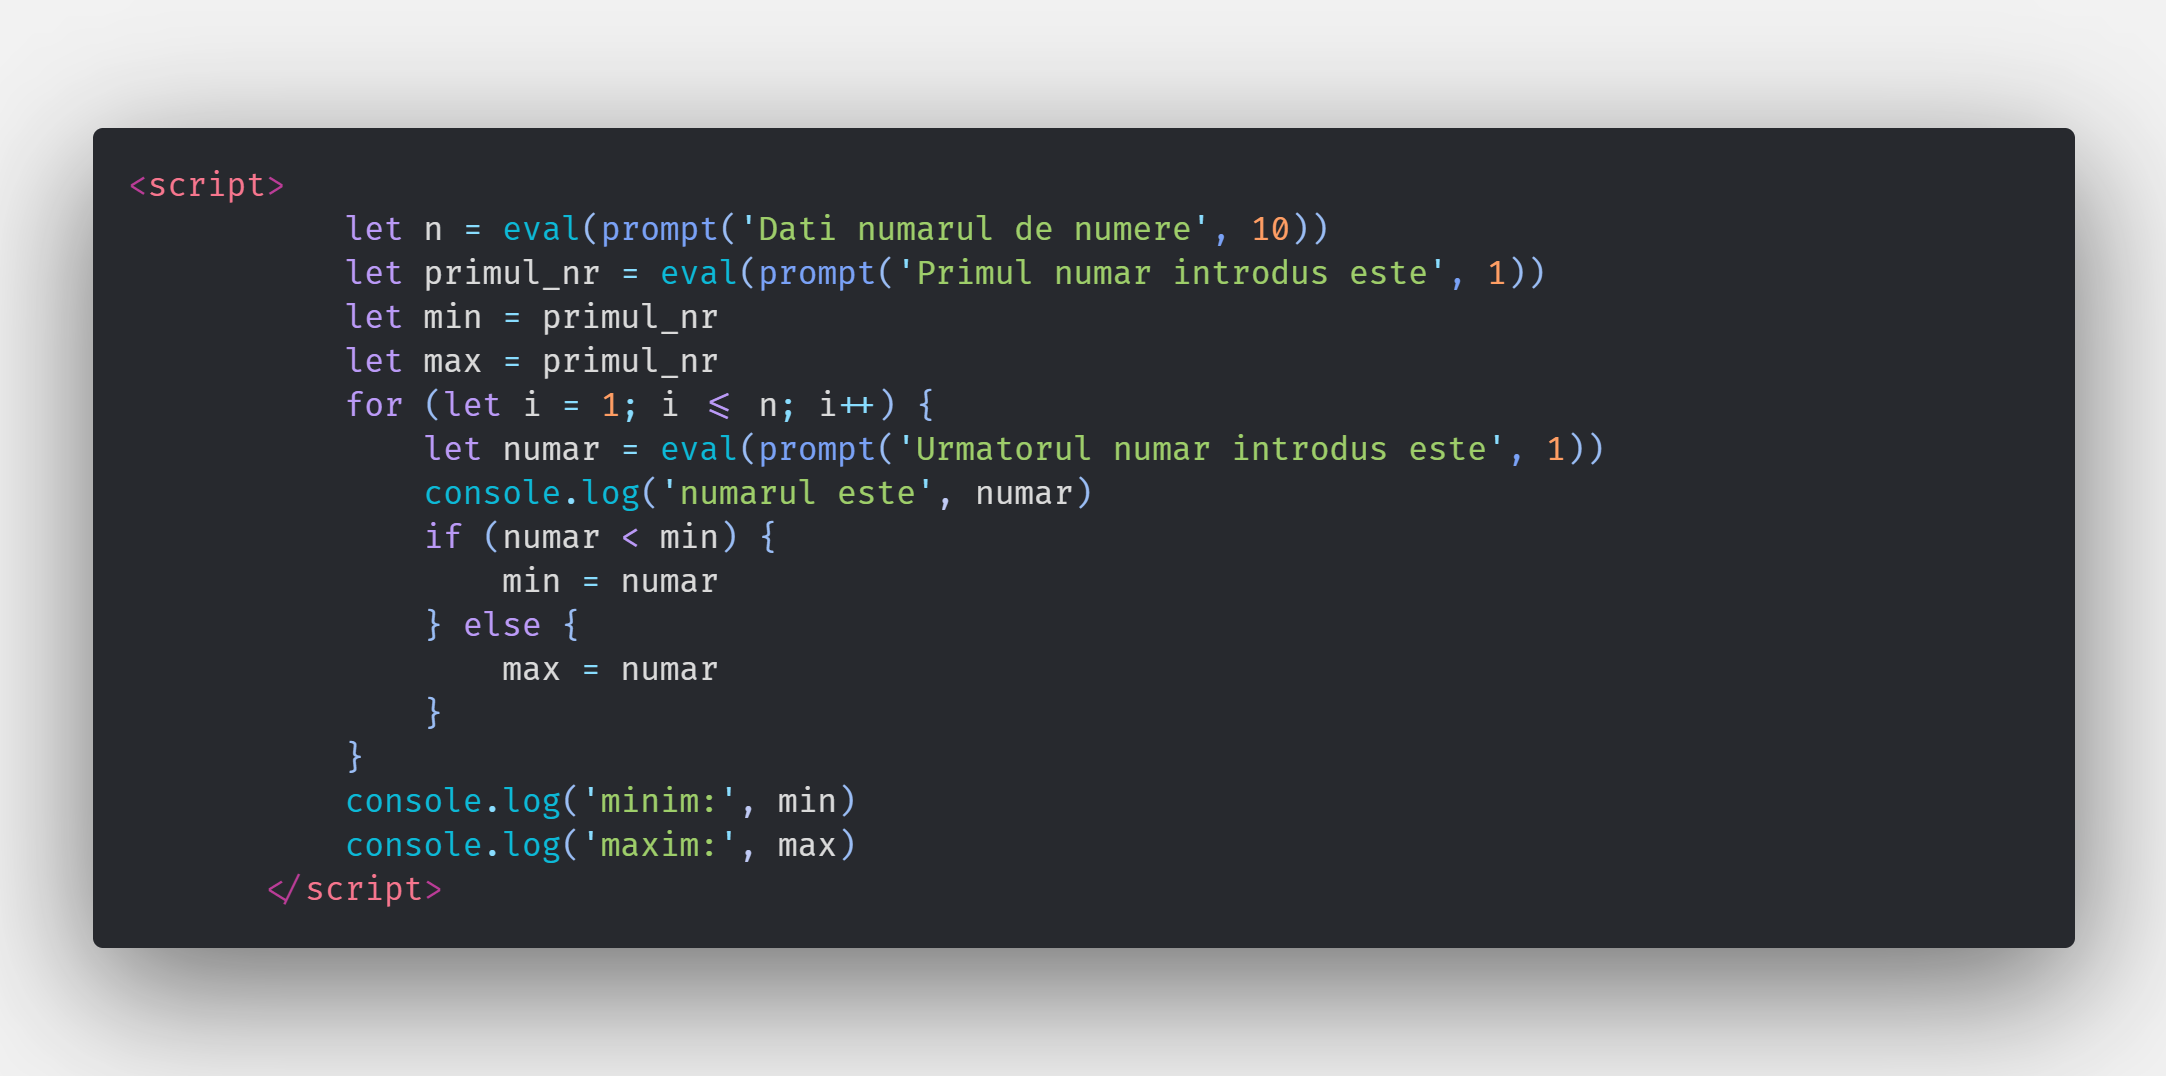 <script>
let n = eval(prompt('Dati numarul de numere', 10))
let primul_nr = eval(prompt('Primul numar introdus este', 1))
let min = primul_nr
let max = primul_nr
for (let i = 1; i <= n; i++) {
let numar = eval(prompt('Urmatorul numar introdus este', 1))
console.log('numarul este', numar)
if (numar < min) {
min = numar
} else {
max = numar
}
}
console.log('minim:', min)
console.log('maxim:', max)
</script>